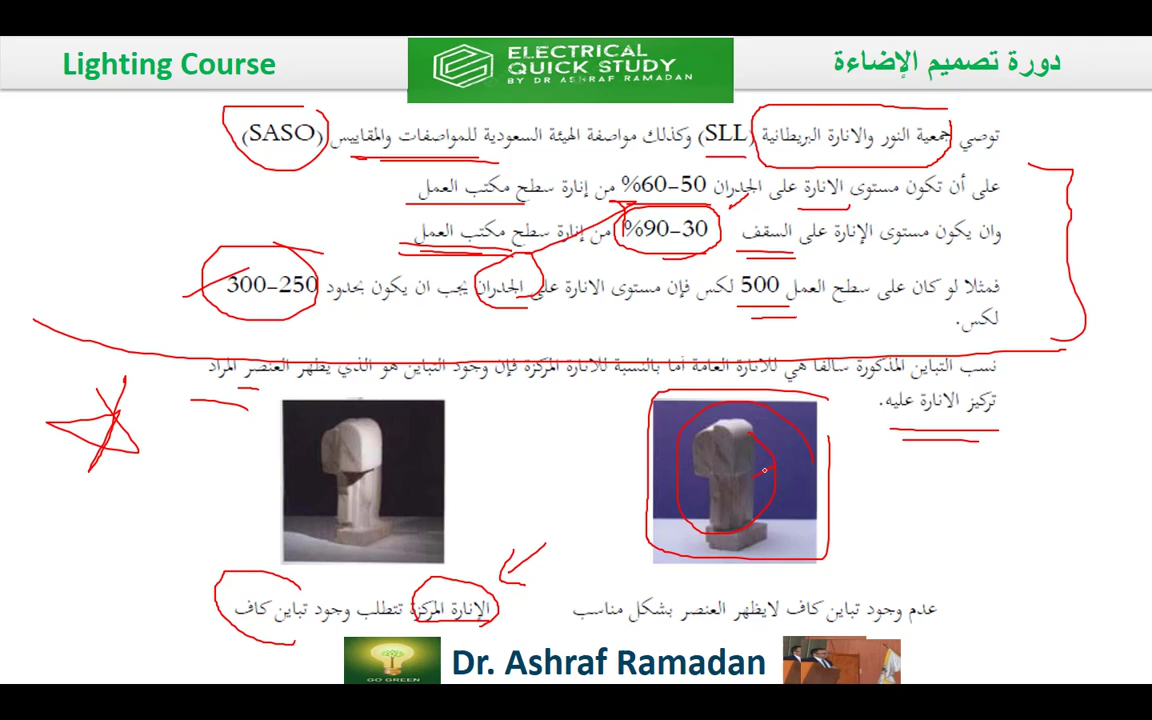 Lighting Course
ELECTRICAL
QUICK STUDY
BY DR ASHRAF RAMADAN
دورة تصميم الإضاءة
توصي جمعية النور والانارة البريطانية (SLL) وكذلك مواصفة الهيئة السعودية للمواصفات والمقاييس (SASO)
على أن تكون مستوى الانارة على الجدران 50-60% من إنارة سطح مكتب العمل
وان يكون مستوى الإنارة على السقف 30-90% من إنارة سطح مكتب العمل
فمثلا لو كان على سطح العمل 500 لكس فإن مستوى الانارة على الجدران يجب ان يكون بحدود 250-300
لكس.
نسب التباين المذكورة سالفا هي للانارة العامة أما بالنسبة للانارة المركزة فإن وجود التباين هو الذي يظهر العنصر المراد
تركيز الانارة عليه.
عدم وجود تباين كاف لايظهر العنصر بشكل مناسب
الإنارة المركزة تتطلب وجود تباين كاف
GO GREEN
Dr. Ashraf Ramadan